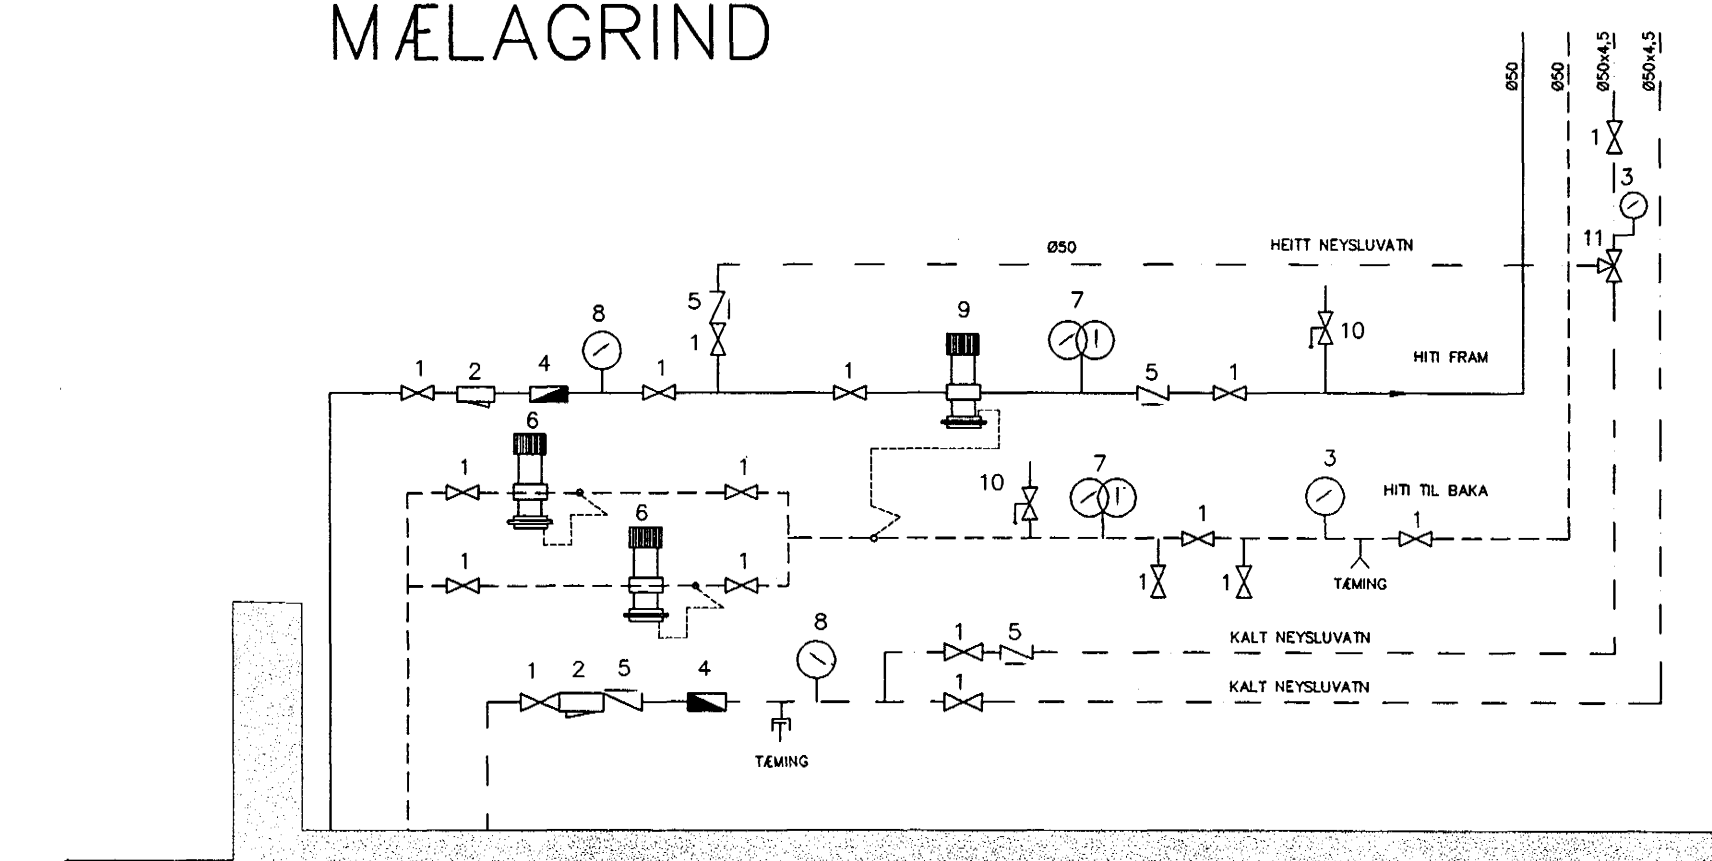 MÆLAGRIND
Ø50
Ø50
Ø50x4,5
Ø50x4,5
1
3
11
Ø50
HEITT NEYSLUVATN
5
1
8
9
7
10
HITI FRAM
1
2
4
1
1
5
1
6
1
1
10
7
3
HITI TIL BAKA
1
1
6
1
1
1
1
TÆMING
8
1
5
KALT NEYSLUVATN
1
2
5
4
1
KALT NEYSLUVATN
TÆMING